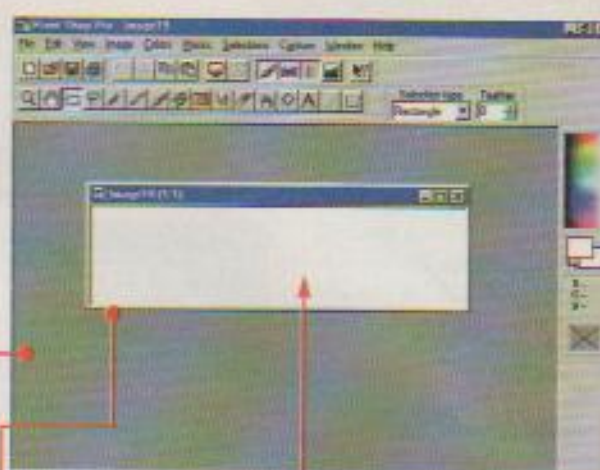 Paint Shop Pro - Image19
File Edit View Image Colors Masks Selections Capture Window Help
Selection type:
Rectangle
Image19 (1:1)